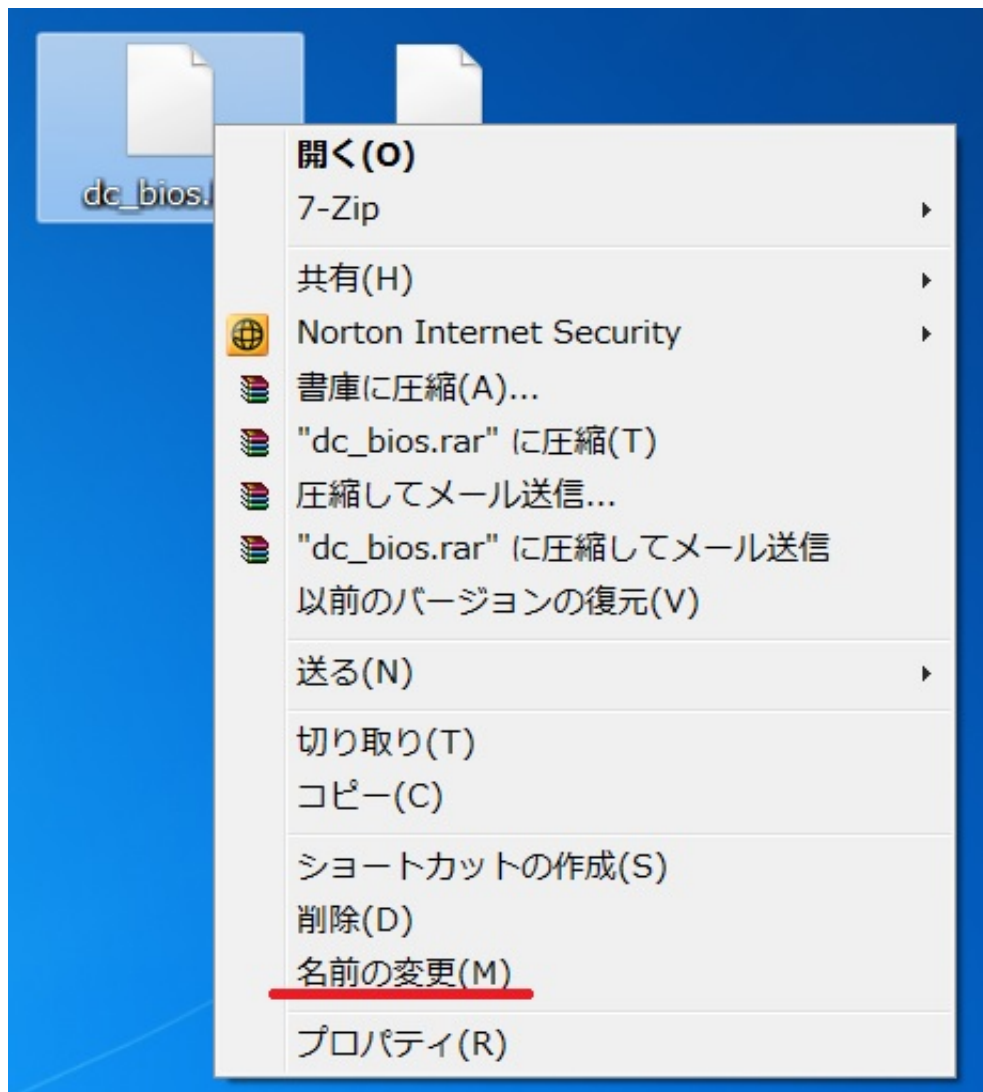 dc_bios.
開く(O)
7-Zip
共有(H)
Norton Internet Security
書庫に圧縮(A)...
"dc_bios.rar" に圧縮(T)
圧縮してメール送信...
"dc_bios.rar" に圧縮してメール送信
以前のバージョンの復元(V)
送る(N)
切り取り(T)
コピー(C)
ショートカットの作成(S)
削除(D)
名前の変更(M)
プロパティ(R)